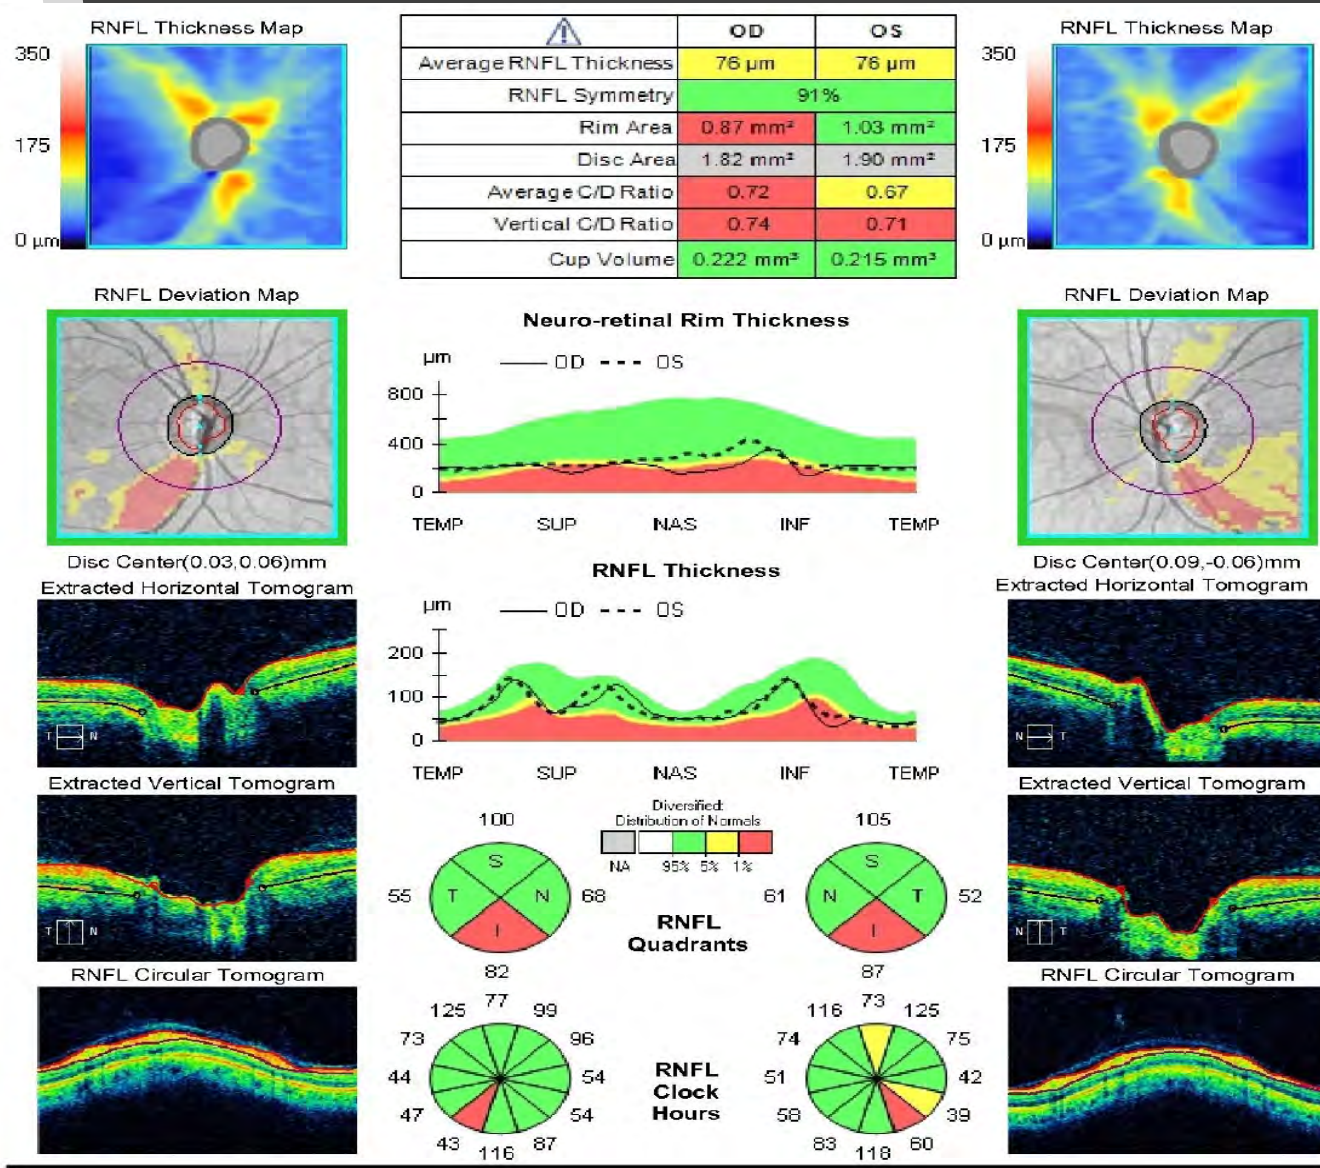 RNFL Thickness Map
350
175
0 µm
OD OS
Average RNFL Thickness 76 µm 76 µm
RNFL Symmetry 91%
Rim Area 0.87 mm² 1.03 mm²
Disc Area 1.82 mm² 1.90 mm²
Average C/D Ratio 0.72 0.67
Vertical C/D Ratio 0.74 0.71
Cup Volume 0.222 mm³ 0.215 mm³
RNFL Thickness Map
350
175
0 µm
RNFL Deviation Map
Disc Center(0.03,0.06)mm
Neuro-retinal Rim Thickness
µm
OD OS
800
400
0
TEMP SUP NAS INF TEMP
RNFL Deviation Map
Disc Center(0.09,-0.06)mm
Extracted Horizontal Tomogram
T N
RNFL Thickness
µm
OD OS
200
100
0
TEMP SUP NAS INF TEMP
Extracted Horizontal Tomogram
N T
Extracted Vertical Tomogram
T N
100
55 S T N I 68
82
Diversified:
Distribution of Normals
NA 95% 5% 1%
RNFL
Quadrants
105
61 S N T I 52
87
Extracted Vertical Tomogram
N T
RNFL Circular Tomogram
77
125 99
73 96
44 54
47 54
43 87
116
RNFL
Clock
Hours
73
116 125
74 75
51 42
58 39
83 60
118
RNFL Circular Tomogram